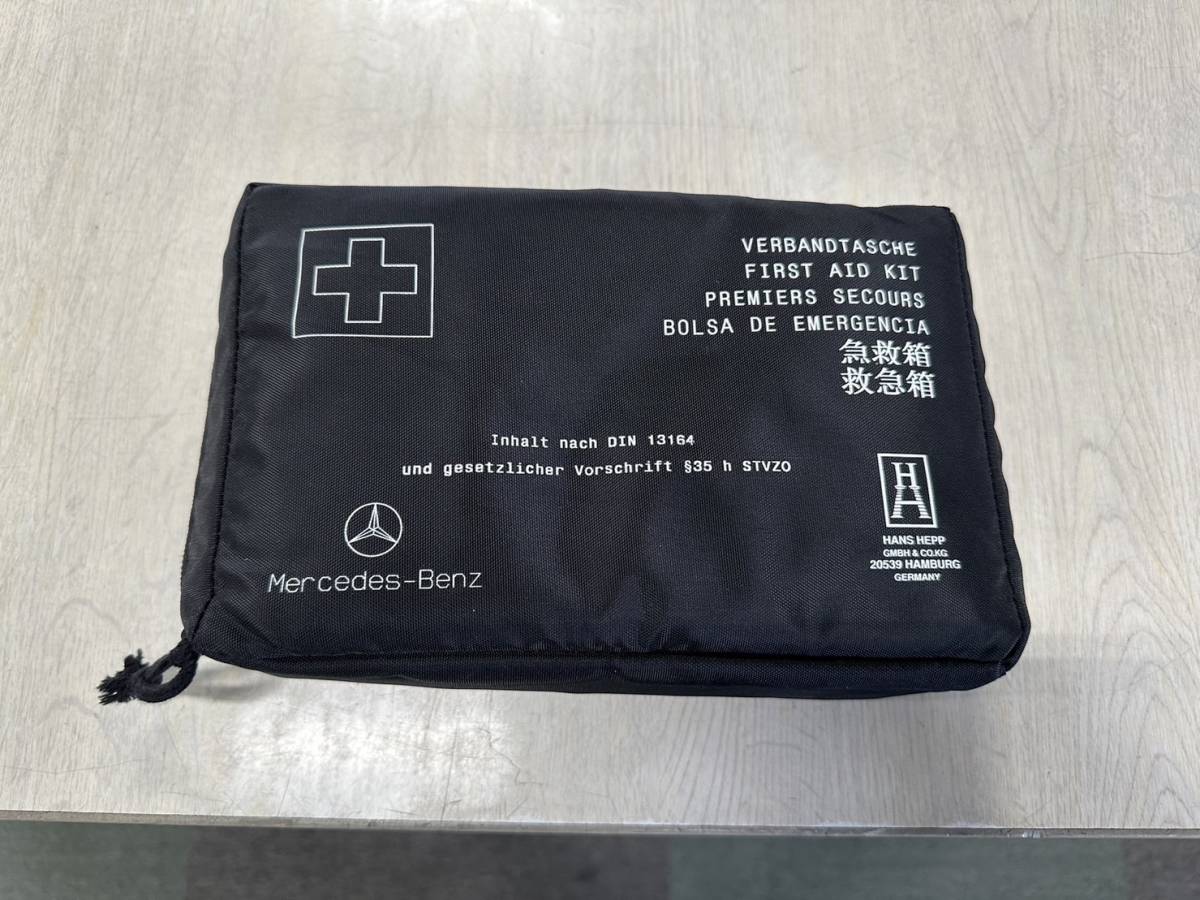 VERBANDTASCHE
FIRST AID KIT
PREMIERS SECOURS
BOLSA DE EMERGENCIA
急救箱
救急箱
Inhalt nach DIN 13164
und gesetzlicher Vorschrift §35 h STVZO
Mercedes-Benz
HA
HANS HEPP
GMBH & CO.KG
20539 HAMBURG
GERMANY